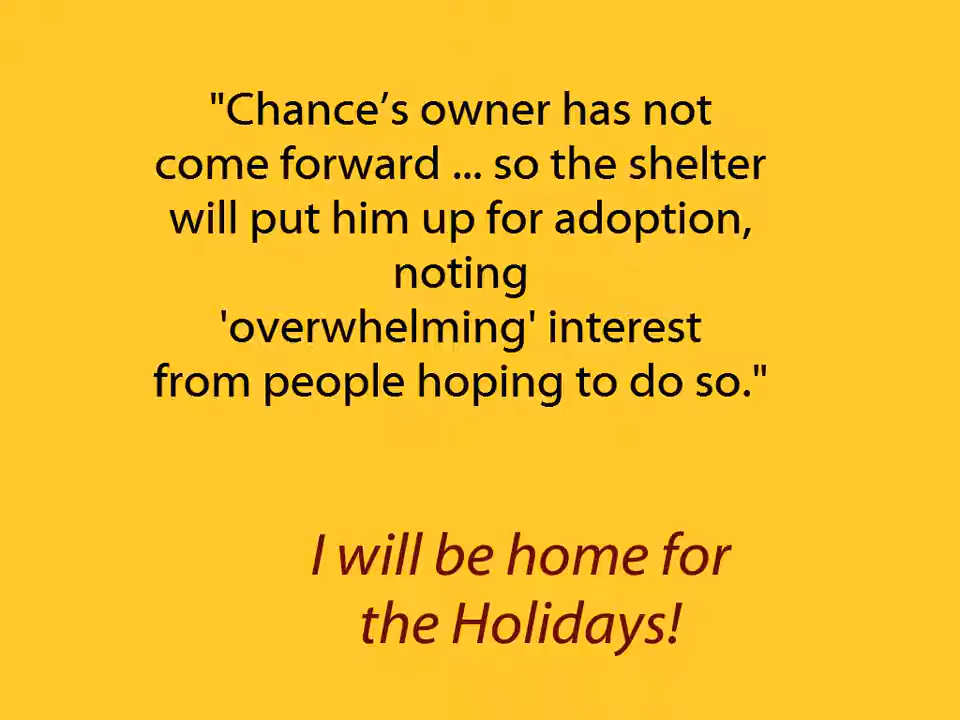 "Chance’s owner has not
come forward ... so the shelter
will put him up for adoption,
noting
'overwhelming' interest
from people hoping to do so."
I will be home for
the Holidays!